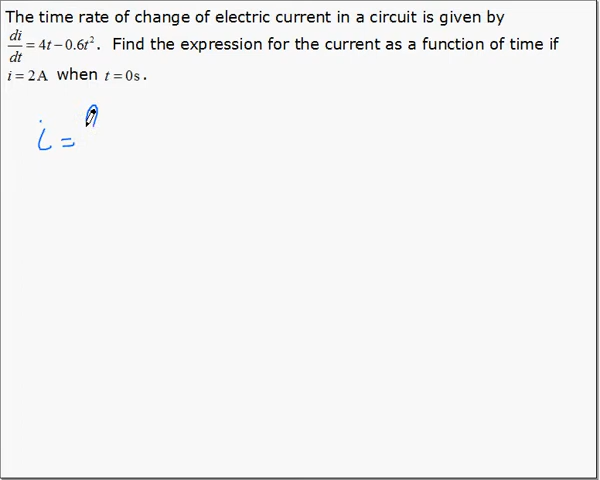 The time rate of change of electric current in a circuit is given by
di/dt = 4t − 0.6t². Find the expression for the current as a function of time if
i = 2A when t = 0s.
i =